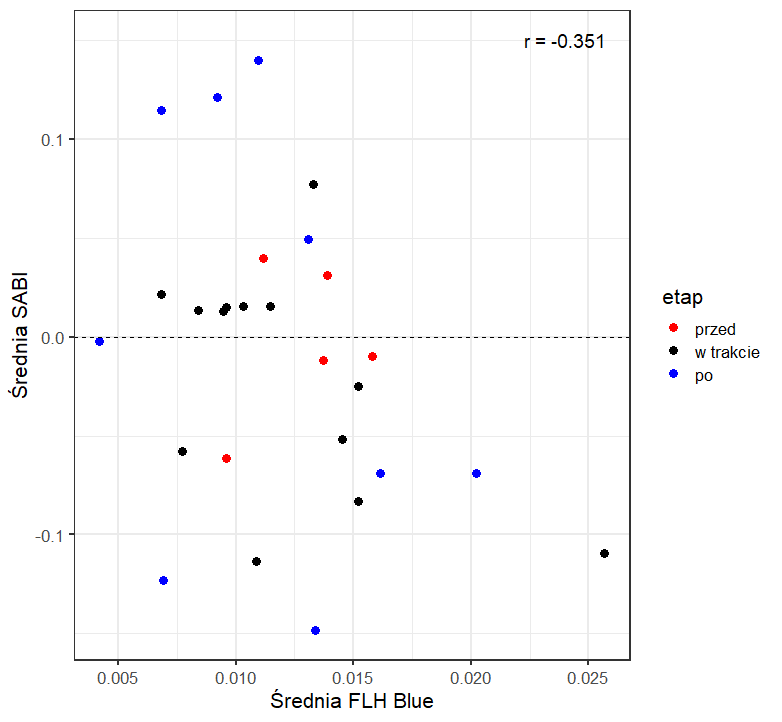 r = -0.351
0.1
0.0
-0.1
Średnia SABI
0.005
0.010
0.015
0.020
0.025
Średnia FLH Blue
etap
przed
w trakcie
po